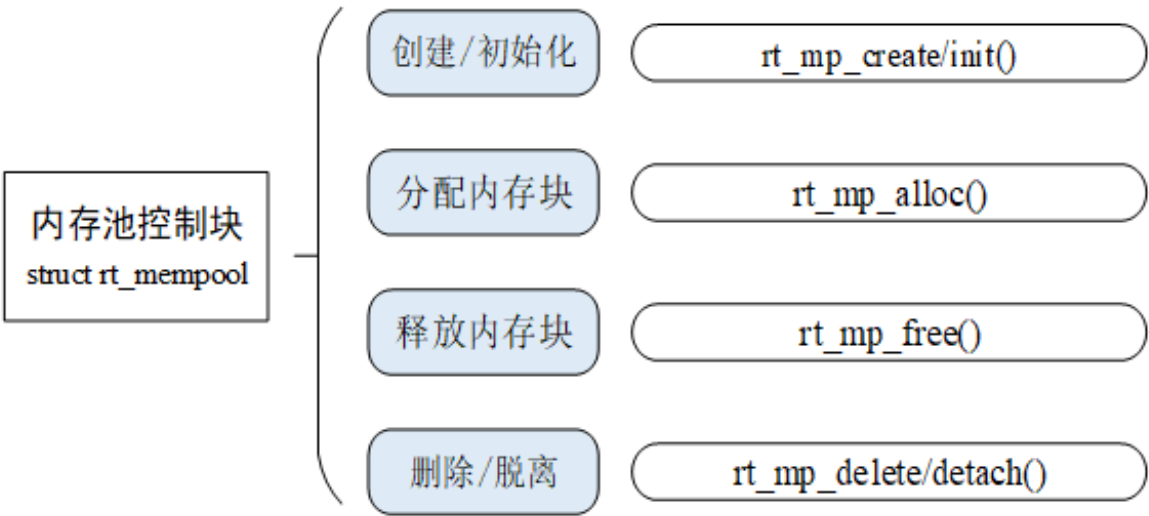 内存池控制块
struct rt_mempool
创建/初始化
rt_mp_create/init()
分配内存块
rt_mp_alloc()
释放内存块
rt_mp_free()
删除/脱离
rt_mp_delete/detach()